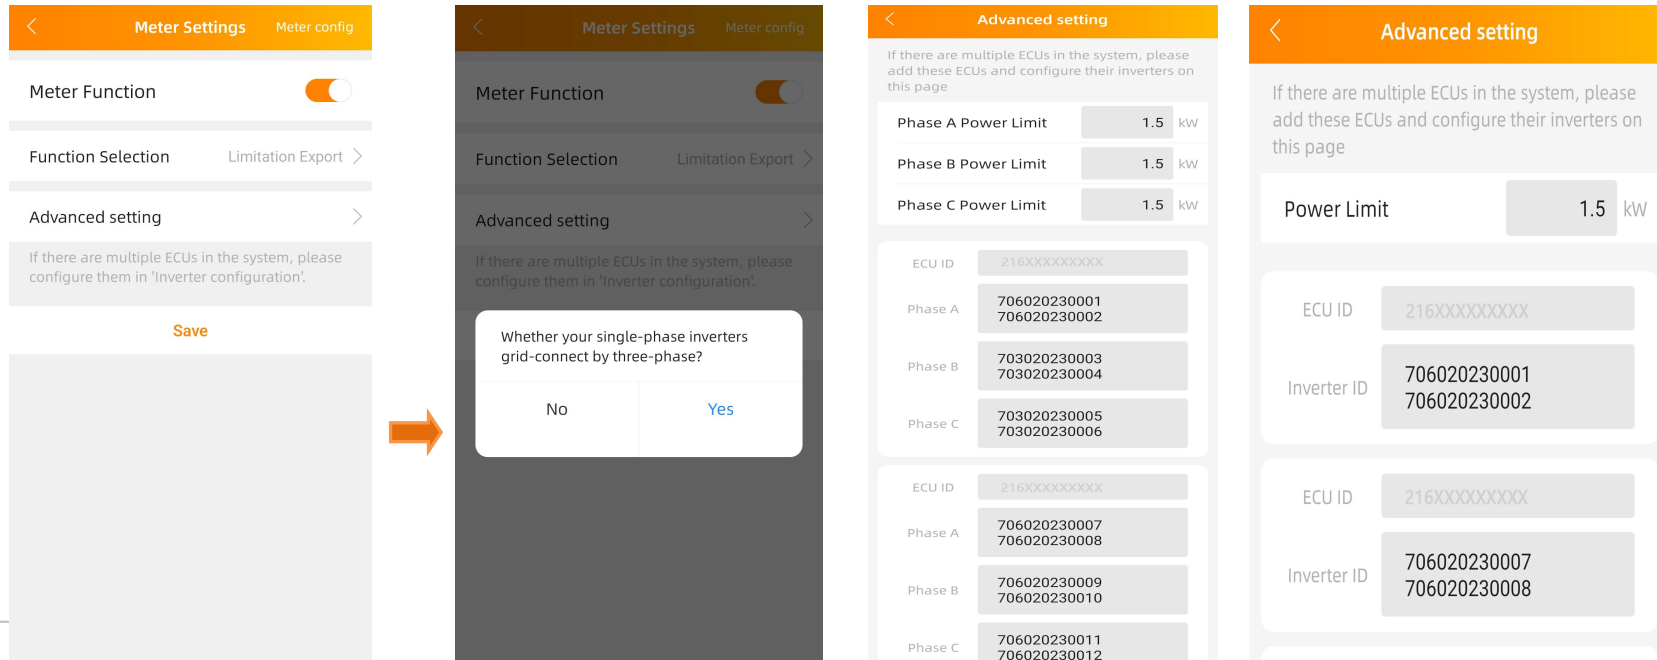 Meter Settings
Meter config
Meter Function
Function Selection
Limitation Export
Advanced setting
If there are multiple ECUs in the system, please
configure them in 'Inverter configuration'.
Save
Meter Settings
Meter config
Meter Function
Function Selection
Limitation Export
Advanced setting
If there are multiple ECUs in the system, please
configure them in 'Inverter configuration'.
Whether your single-phase inverters
grid-connect by three-phase?
No
Yes
Advanced setting
If there are multiple ECUs in the system, please
add these ECUs and configure their inverters on
this page
Phase A Power Limit 1.5 kW
Phase B Power Limit 1.5 kW
Phase C Power Limit 1.5 kW
ECU ID 216XXXXXXXXX
Phase A
706020230001
706020230002
Phase B
703020230003
703020230004
Phase C
703020230005
703020230006
ECU ID 216XXXXXXXXX
Phase A
706020230007
706020230008
Phase B
706020230009
706020230010
Phase C
706020230011
706020230012
Advanced setting
If there are multiple ECUs in the system, please
add these ECUs and configure their inverters on
this page
Power Limit 1.5 kW
ECU ID 216XXXXXXXXX
Inverter ID
706020230001
706020230002
ECU ID 216XXXXXXXXX
Inverter ID
706020230007
706020230008